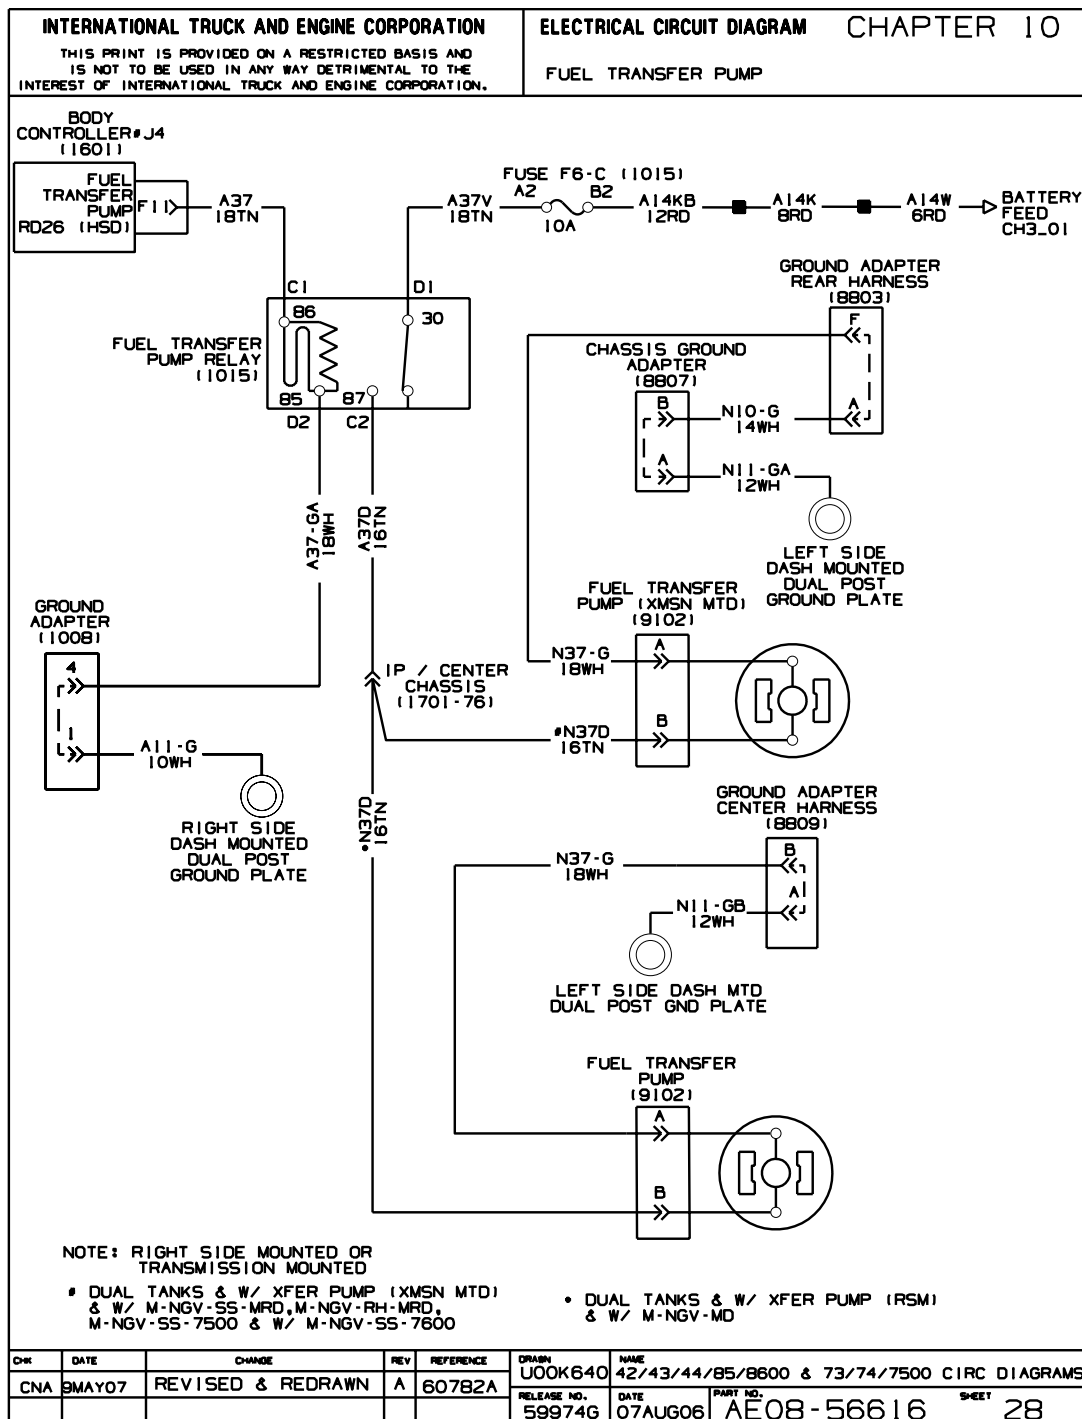 INTERNATIONAL TRUCK AND ENGINE CORPORATION
THIS PRINT IS PROVIDED ON A RESTRICTED BASIS AND
IS NOT TO BE USED IN ANY WAY DETRIMENTAL TO THE
INTEREST OF INTERNATIONAL TRUCK AND ENGINE CORPORATION.
ELECTRICAL CIRCUIT DIAGRAM CHAPTER 10
FUEL TRANSFER PUMP
BODY
CONTROLLER#J4
(1601)
FUEL
TRANSFER
PUMP
RD26 (HSD)
F11
A37
18TN
A37V
18TN
FUSE F6-C (1015)
A2 B2
10A
A14KB
12RD
A14K
8RD
A14W
6RD
BATTERY
FEED
CH3_01
C1 D1
86 30
FUEL TRANSFER
PUMP RELAY
(1015)
85 87
D2 C2
GROUND ADAPTER
REAR HARNESS
(8803)
F
A
CHASSIS GROUND
ADAPTER
(8807)
B
A
N10-G
14WH
N11-GA
12WH
LEFT SIDE
DASH MOUNTED
DUAL POST
GROUND PLATE
A37-GA
18WH
A37D
16TN
GROUND
ADAPTER
(1008)
4
1
A11-G
10WH
RIGHT SIDE
DASH MOUNTED
DUAL POST
GROUND PLATE
IP / CENTER
CHASSIS
(1701-76)
FUEL TRANSFER
PUMP (XMSN MTD)
(9102)
A
B
N37-G
18WH
#N37D
16TN
•N37D
16TN
GROUND ADAPTER
CENTER HARNESS
(8809)
B
A
N37-G
18WH
N11-GB
12WH
LEFT SIDE DASH MTD
DUAL POST GND PLATE
FUEL TRANSFER
PUMP
(9102)
A
B
NOTE: RIGHT SIDE MOUNTED OR
TRANSMISSION MOUNTED
# DUAL TANKS & W/ XFER PUMP (XMSN MTD)
& W/ M-NGV-SS-MRD,M-NGV-RH-MRD,
M-NGV-SS-7500 & W/ M-NGV-SS-7600
• DUAL TANKS & W/ XFER PUMP (RSM)
& W/ M-NGV-MD
CHK DATE CHANGE REV REFERENCE
CNA 9MAY07 REVISED & REDRAWN A 60782A
DRAWN
U00K640
NAME
42/43/44/85/8600 & 73/74/7500 CIRC DIAGRAMS
RELEASE NO.
59974G
DATE
07AUG06
PART NO.
AE08-56616
SHEET
28